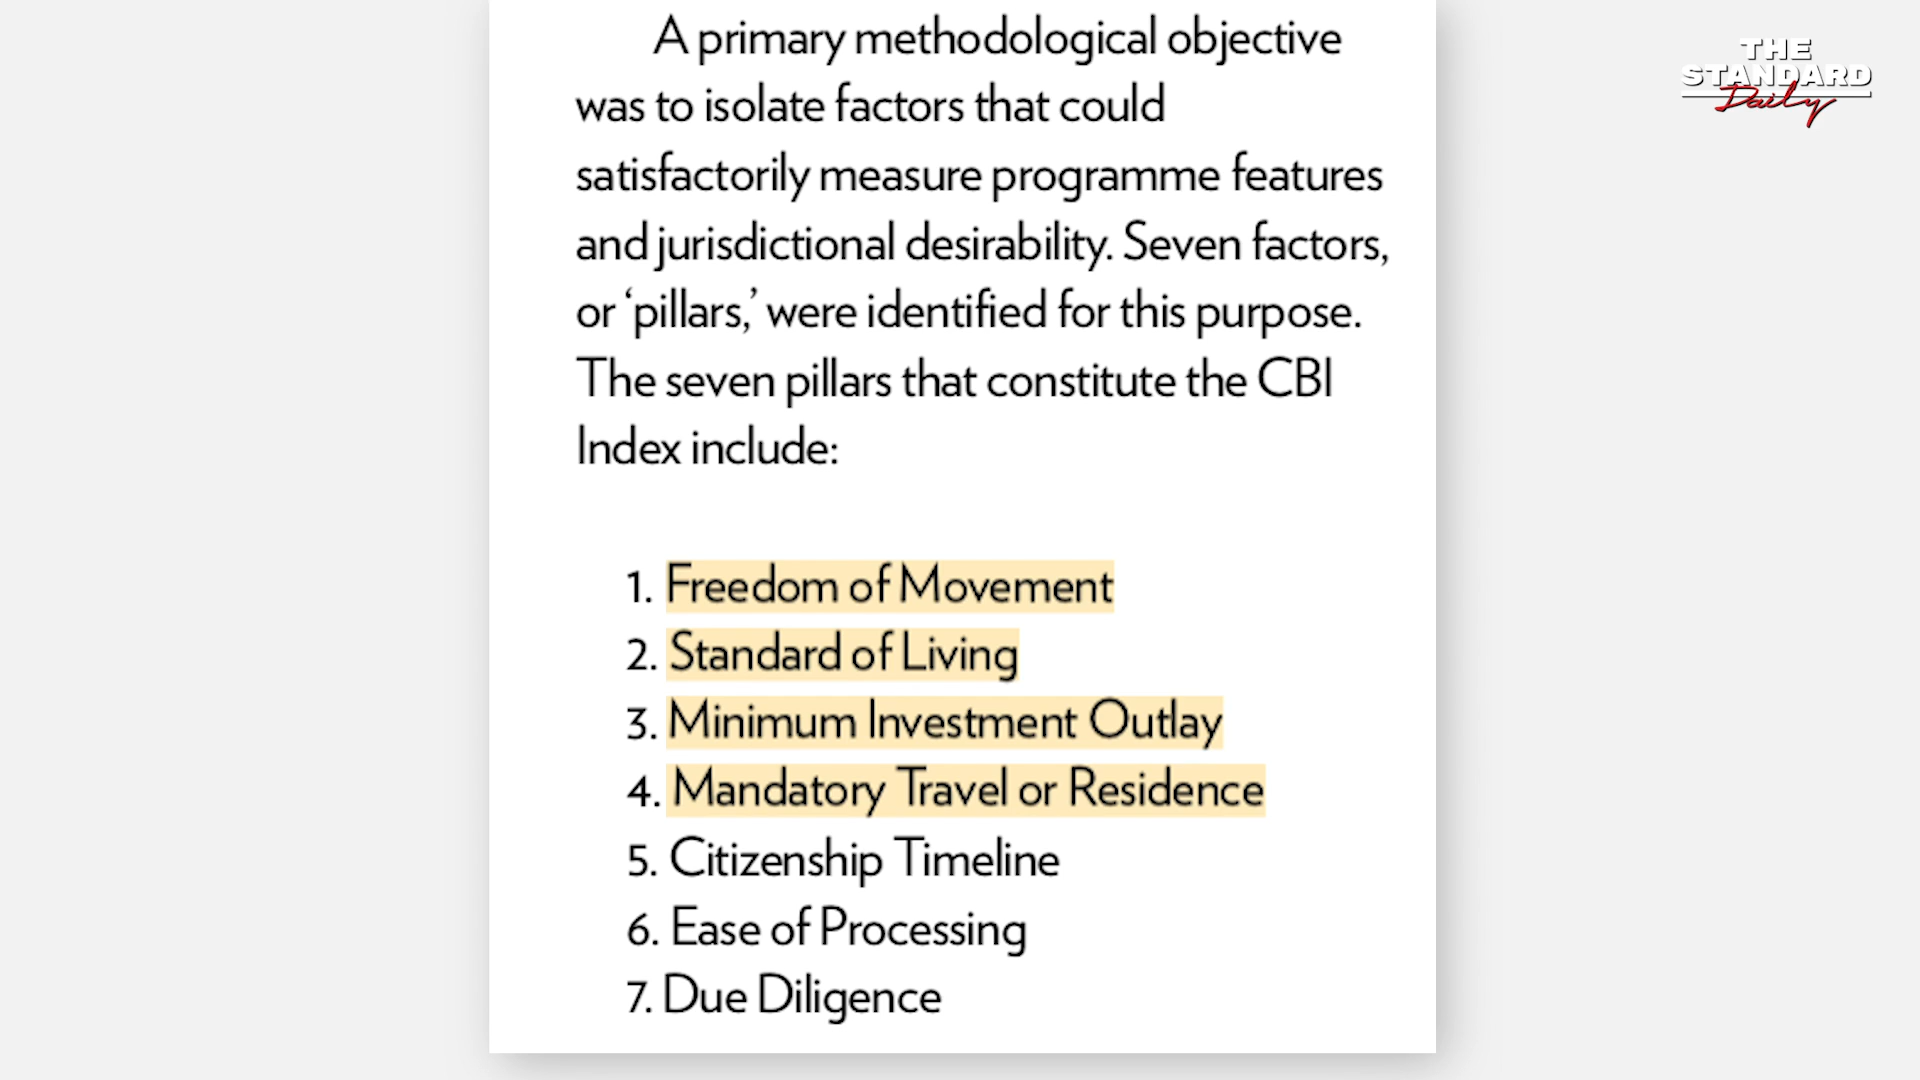 THE
STANDARD
Daily
A primary methodological objective
was to isolate factors that could
satisfactorily measure programme features
and jurisdictional desirability. Seven factors,
or ‘pillars,’ were identified for this purpose.
The seven pillars that constitute the CBI
Index include:
1. Freedom of Movement
2. Standard of Living
3. Minimum Investment Outlay
4. Mandatory Travel or Residence
5. Citizenship Timeline
6. Ease of Processing
7. Due Diligence